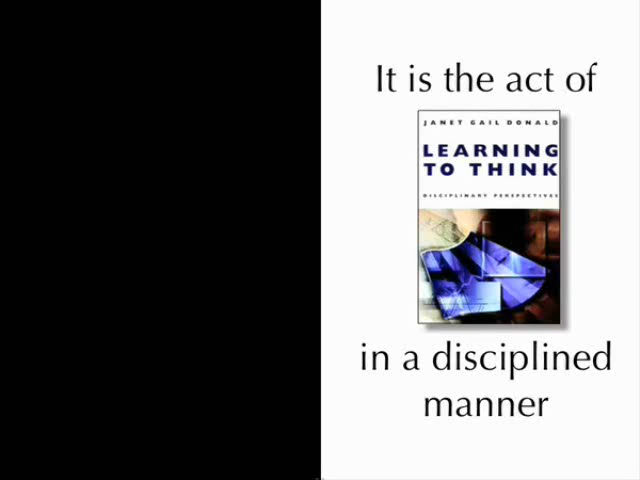 It is the act of
JANET GAIL DONALD
LEARNING
TO THINK
DISCIPLINARY PERSPECTIVES
in a disciplined
manner